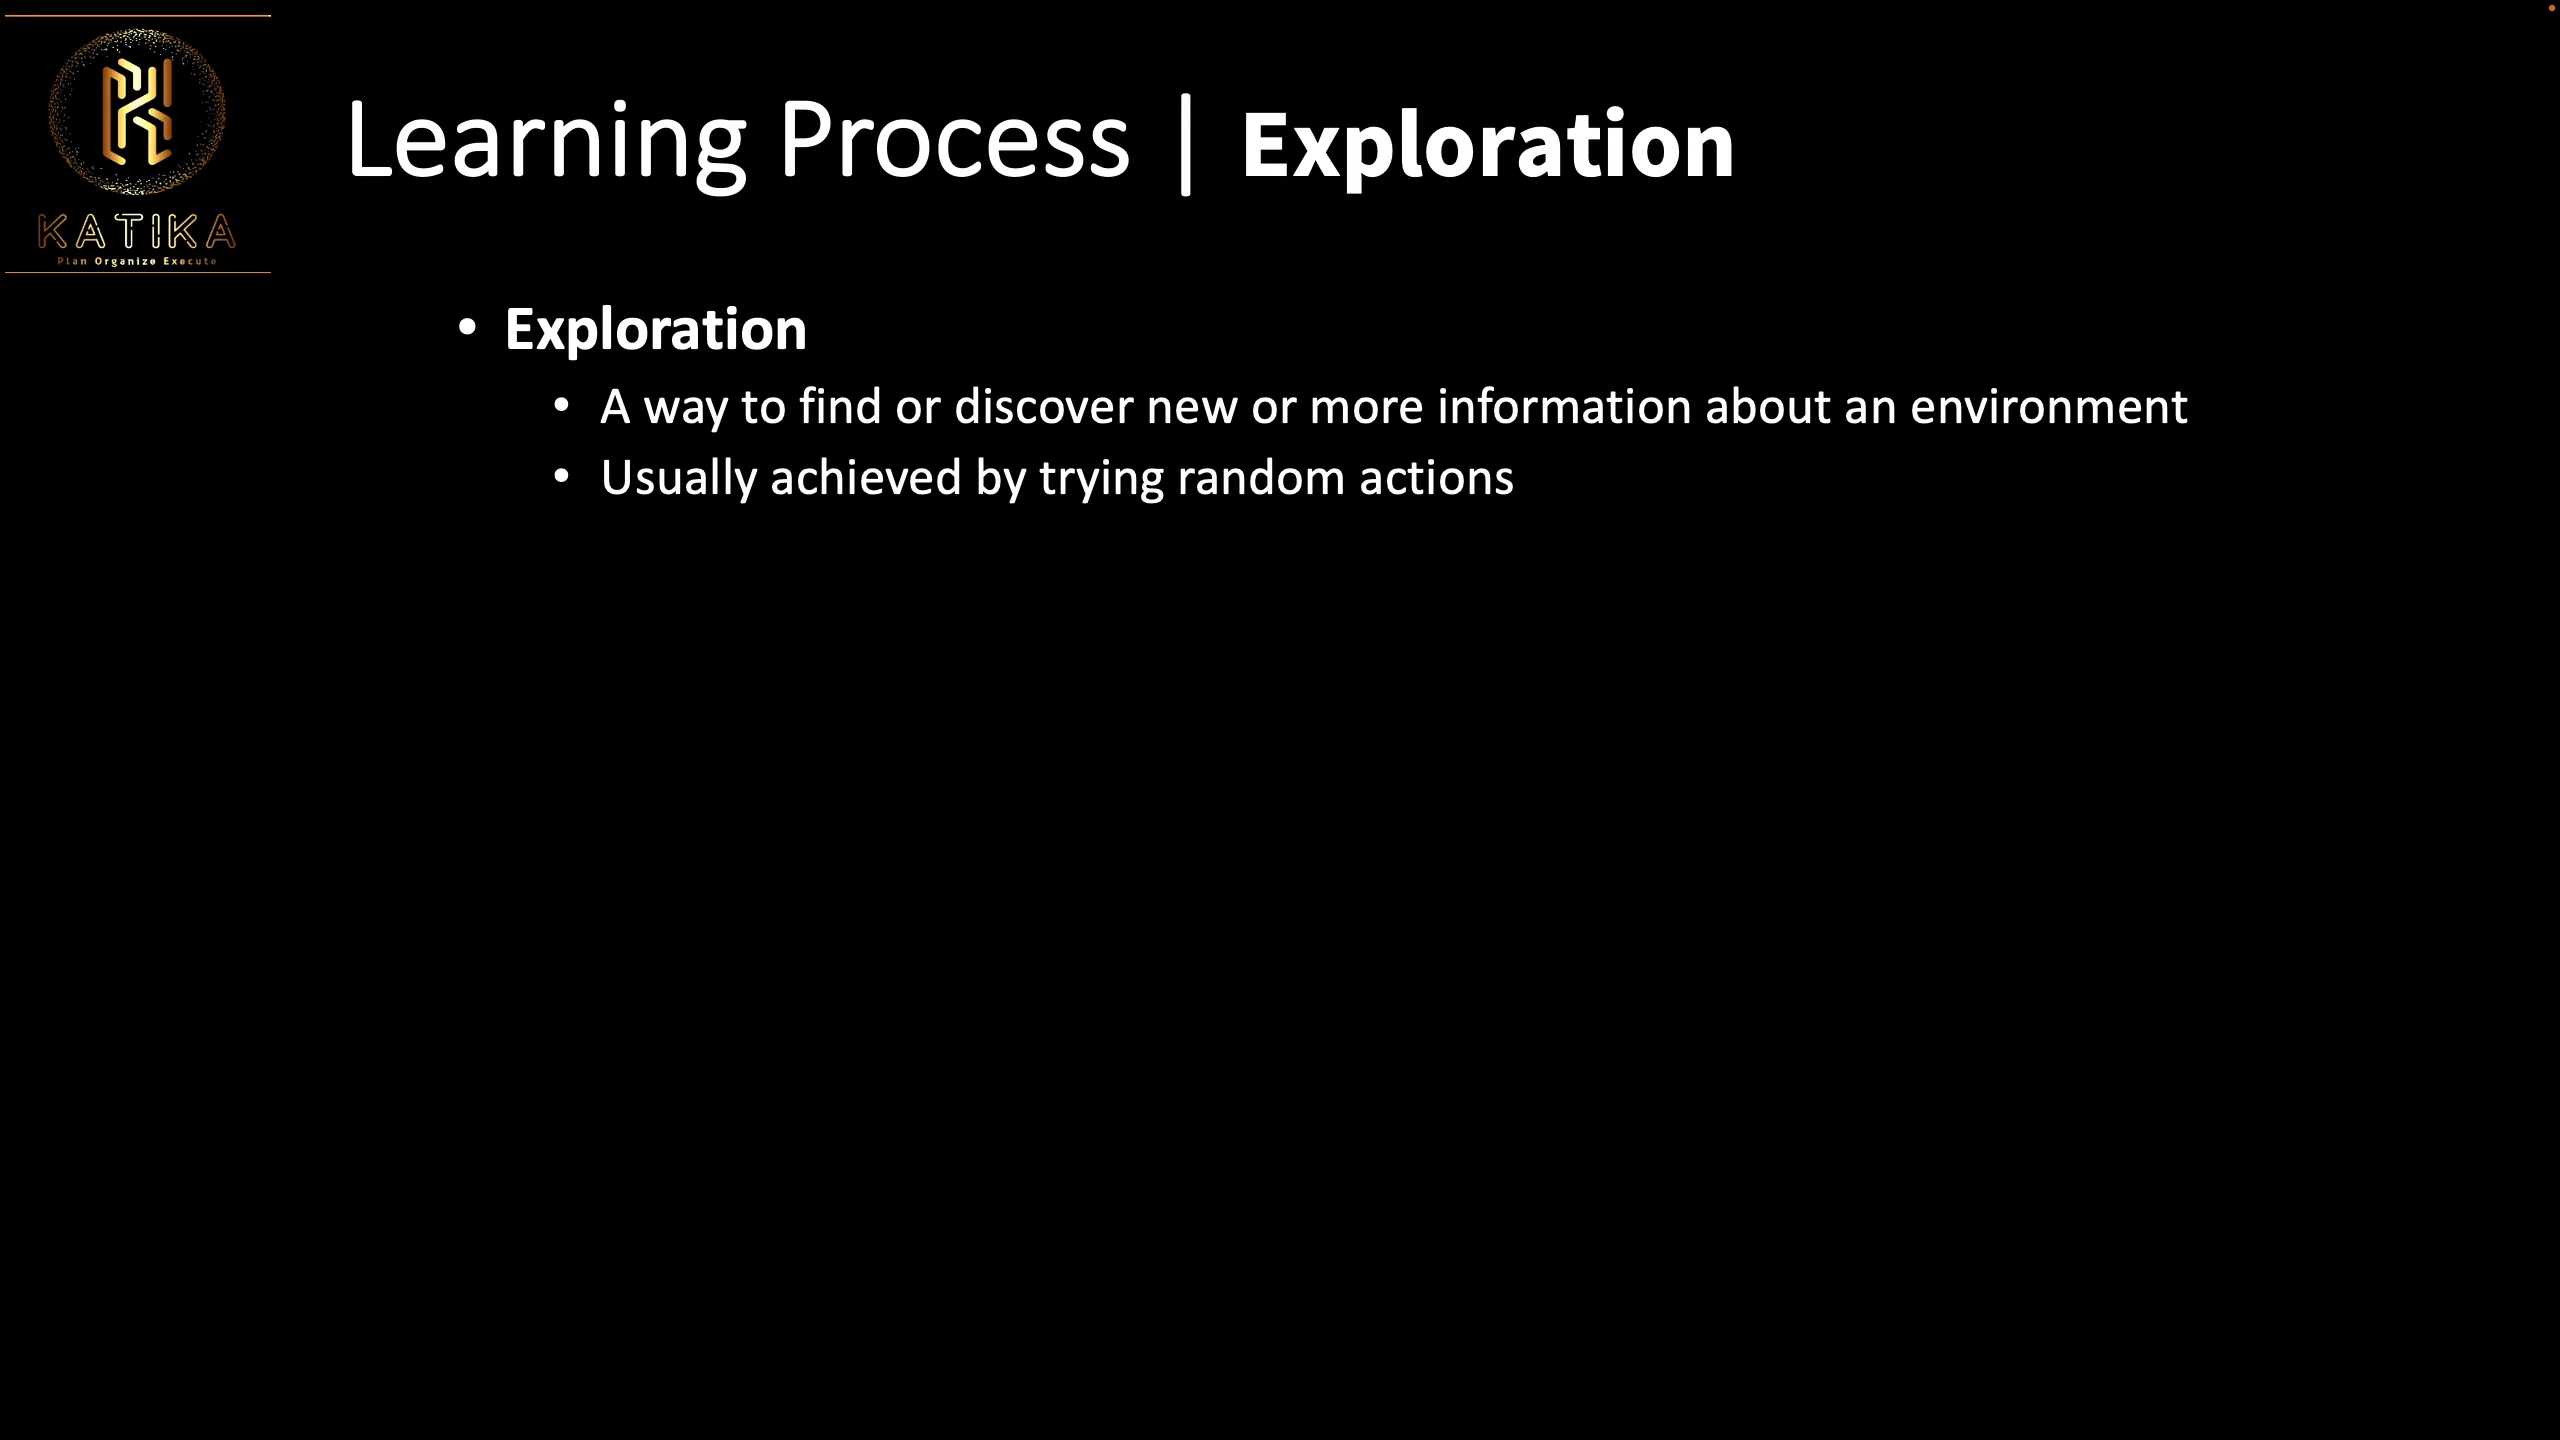 KATIKA
Plan Organize Execute
Learning Process | Exploration
• Exploration
• A way to find or discover new or more information about an environment
• Usually achieved by trying random actions